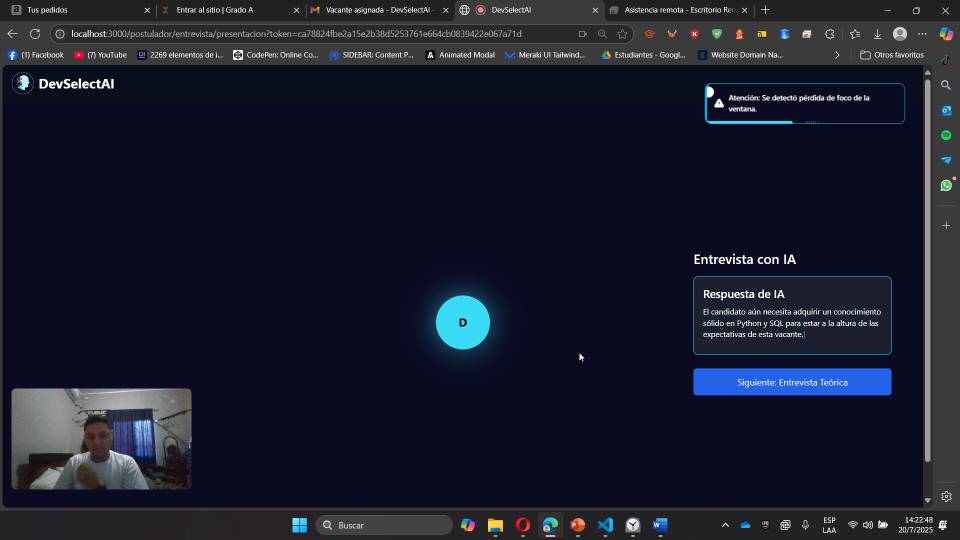 Tus pedidos
Entrar al sitio | Grado A
Vacante asignada - DevSelectAI -
DevSelectAI
Asistencia remota - Escritorio Rem
localhost:3000/postulador/entrevista/presentacion?token=ca78824fbe2a15e2b38d5253761e664cb0839422e067a71d
(1) Facebook
(7) YouTube
2269 elementos de i...
CodePen: Online Co...
SIDEBAR: Content P...
Animated Modal
Meraki UI Tailwind...
Estudiantes - Googl...
Website Domain Na...
Otros favoritos
DevSelectAI
Atención: Se detectó pérdida de foco de la
ventana.
D
Entrevista con IA
Respuesta de IA
El candidato aún necesita adquirir un conocimiento
sólido en Python y SQL para estar a la altura de las
expectativas de esta vacante.
Siguiente: Entrevista Teórica
Buscar
ESP
LAA
14:22:48
20/7/2025